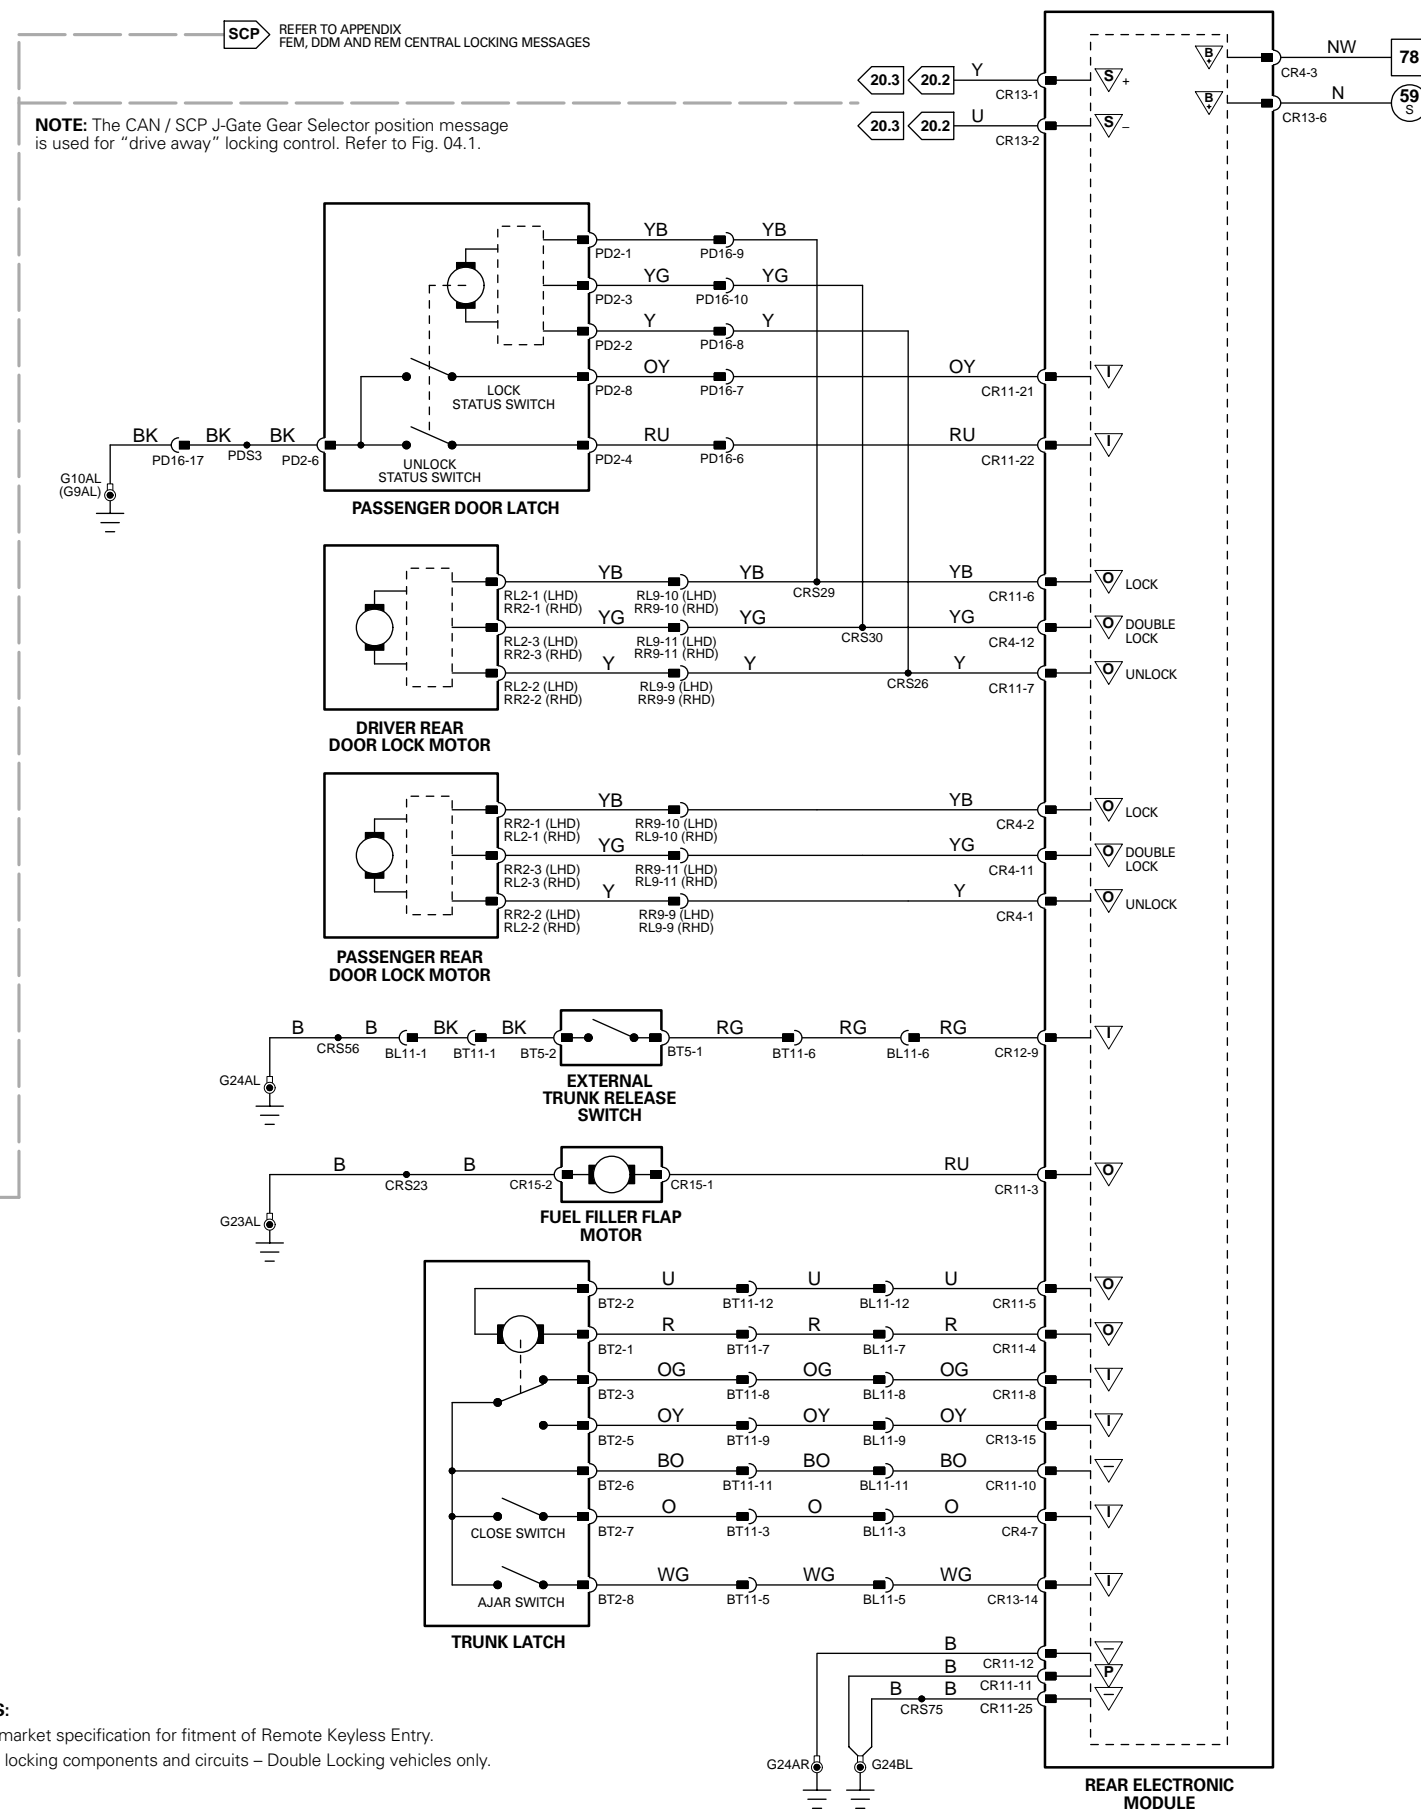 SCP
REFER TO APPENDIX
FEM, DDM AND REM CENTRAL LOCKING MESSAGES
NOTE: The CAN / SCP J-Gate Gear Selector position message
is used for “drive away” locking control. Refer to Fig. 04.1.
20.3 20.2 Y CR13-1 S +
20.3 20.2 U CR13-2 S –
B+ CR4-3 NW 78
B+ CR13-6 N 59 S
YB YB
PD2-1 PD16-9
YG YG
PD2-3 PD16-10
Y Y
PD2-2 PD16-8
OY OY
LOCK
STATUS SWITCH
PD2-8 PD16-7 CR11-21 I
BK BK BK RU RU
PD16-17 PDS3 PD2-6
UNLOCK
STATUS SWITCH
PD2-4 PD16-6 CR11-22 I
G10AL
(G9AL)
PASSENGER DOOR LATCH
YB YB YB
RL2-1 (LHD) RL9-10 (LHD) CRS29 CR11-6 O LOCK
RR2-1 (RHD) RR9-10 (RHD)
YG YG YG
RL2-3 (LHD) RL9-11 (LHD) CRS30 CR4-12 O DOUBLE
LOCK
RR2-3 (RHD) RR9-11 (RHD)
Y Y Y
RL2-2 (LHD) RL9-9 (LHD) CRS26 CR11-7 O UNLOCK
RR2-2 (RHD) RR9-9 (RHD)
DRIVER REAR
DOOR LOCK MOTOR
YB YB
RR2-1 (LHD) RR9-10 (LHD) CR4-2 O LOCK
RL2-1 (RHD) RL9-10 (RHD)
YG YG
RR2-3 (LHD) RR9-11 (LHD) CR4-11 O DOUBLE
LOCK
RL2-3 (RHD) RL9-11 (RHD)
Y Y
RR2-2 (LHD) RR9-9 (LHD) CR4-1 O UNLOCK
RL2-2 (RHD) RL9-9 (RHD)
PASSENGER REAR
DOOR LOCK MOTOR
B B BK BK RG RG RG
CRS56 BL11-1 BT11-1 BT5-2 BT5-1 BT11-6 BL11-6 CR12-9 I
G24AL
EXTERNAL
TRUNK RELEASE
SWITCH
B B RU
CRS23 CR15-2 CR15-1 CR11-3 O
G23AL
FUEL FILLER FLAP
MOTOR
U U U
BT2-2 BT11-12 BL11-12 CR11-5 O
R R R
BT2-1 BT11-7 BL11-7 CR11-4 O
OG OG OG
BT2-3 BT11-8 BL11-8 CR11-8 I
OY OY OY
BT2-5 BT11-9 BL11-9 CR13-15 I
BO BO BO
BT2-6 BT11-11 BL11-11 CR11-10 –
O O O
CLOSE SWITCH BT2-7 BT11-3 BL11-3 CR4-7 I
WG WG WG
AJAR SWITCH BT2-8 BT11-5 BL11-5 CR13-14 I
TRUNK LATCH
B CR11-12 –
B CR11-11 P
B B
CRS75 CR11-25 –
G24AR G24BL
REAR ELECTRONIC
MODULE
S:
market specification for fitment of Remote Keyless Entry.
locking components and circuits – Double Locking vehicles only.